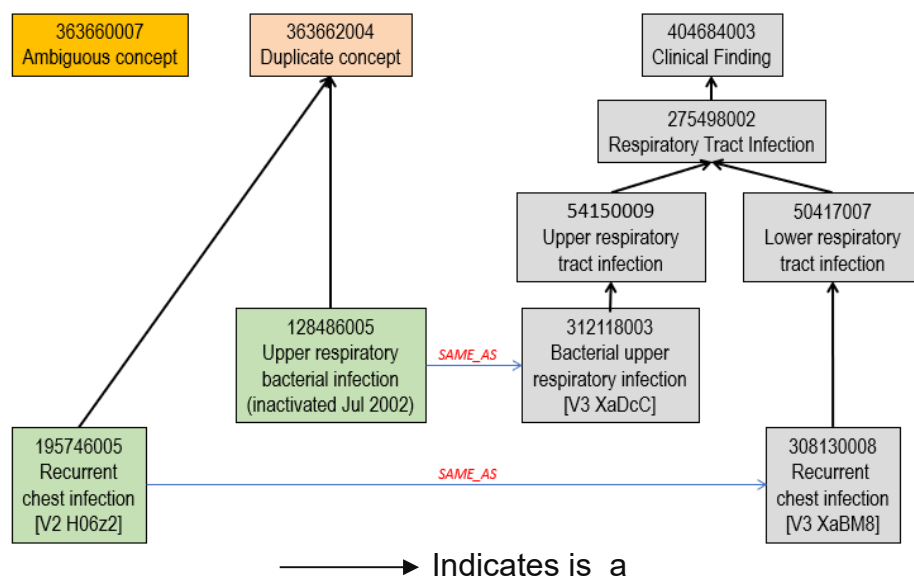 363660007
Ambiguous concept
363662004
Duplicate concept
404684003
Clinical Finding
275498002
Respiratory Tract Infection
54150009
Upper respiratory
tract infection
50417007
Lower respiratory
tract infection
128486005
Upper respiratory
bacterial infection
(inactivated Jul 2002)
SAME_AS
312118003
Bacterial upper
respiratory infection
[V3 XaDcC]
195746005
Recurrent
chest infection
[V2 H06z2]
SAME_AS
308130008
Recurrent
chest infection
[V3 XaBM8]
Indicates is a